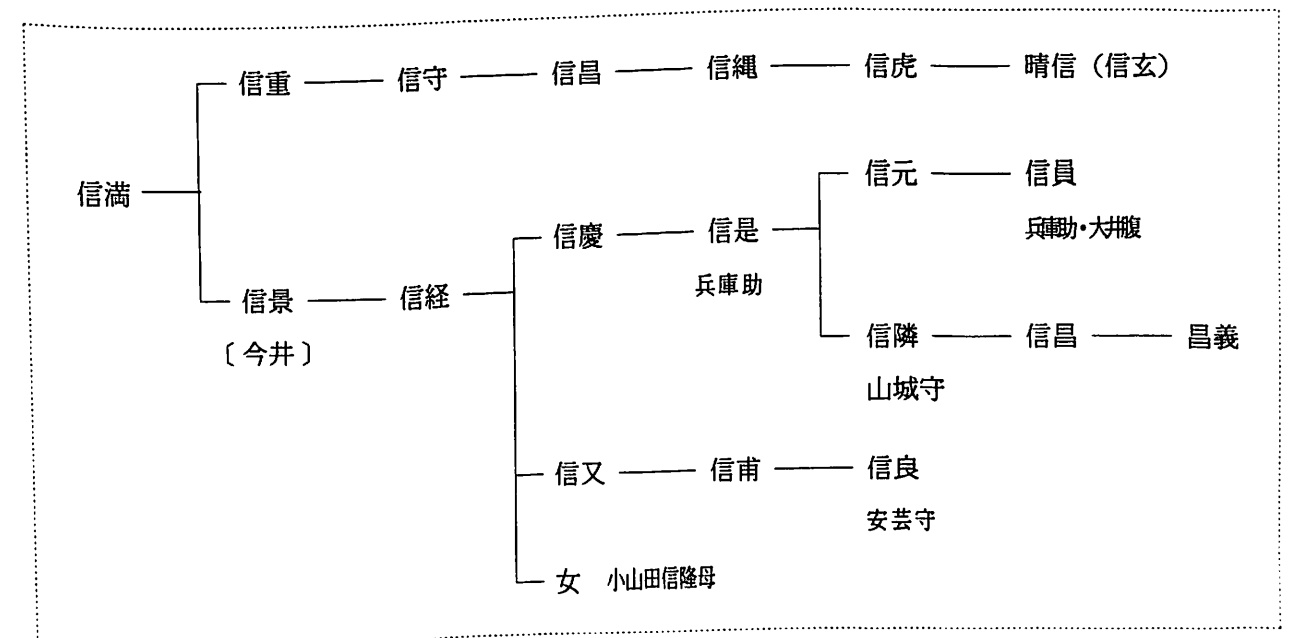 信重 信守 信昌 信縄 信虎 晴信（信玄）
信満
信元 信員
兵庫助・大井腹
信慶 信是
兵庫助
信景 信経
〔今井〕
信隣 信昌 昌義
山城守
信又 信甫 信良
安芸守
女 小山田信隆母